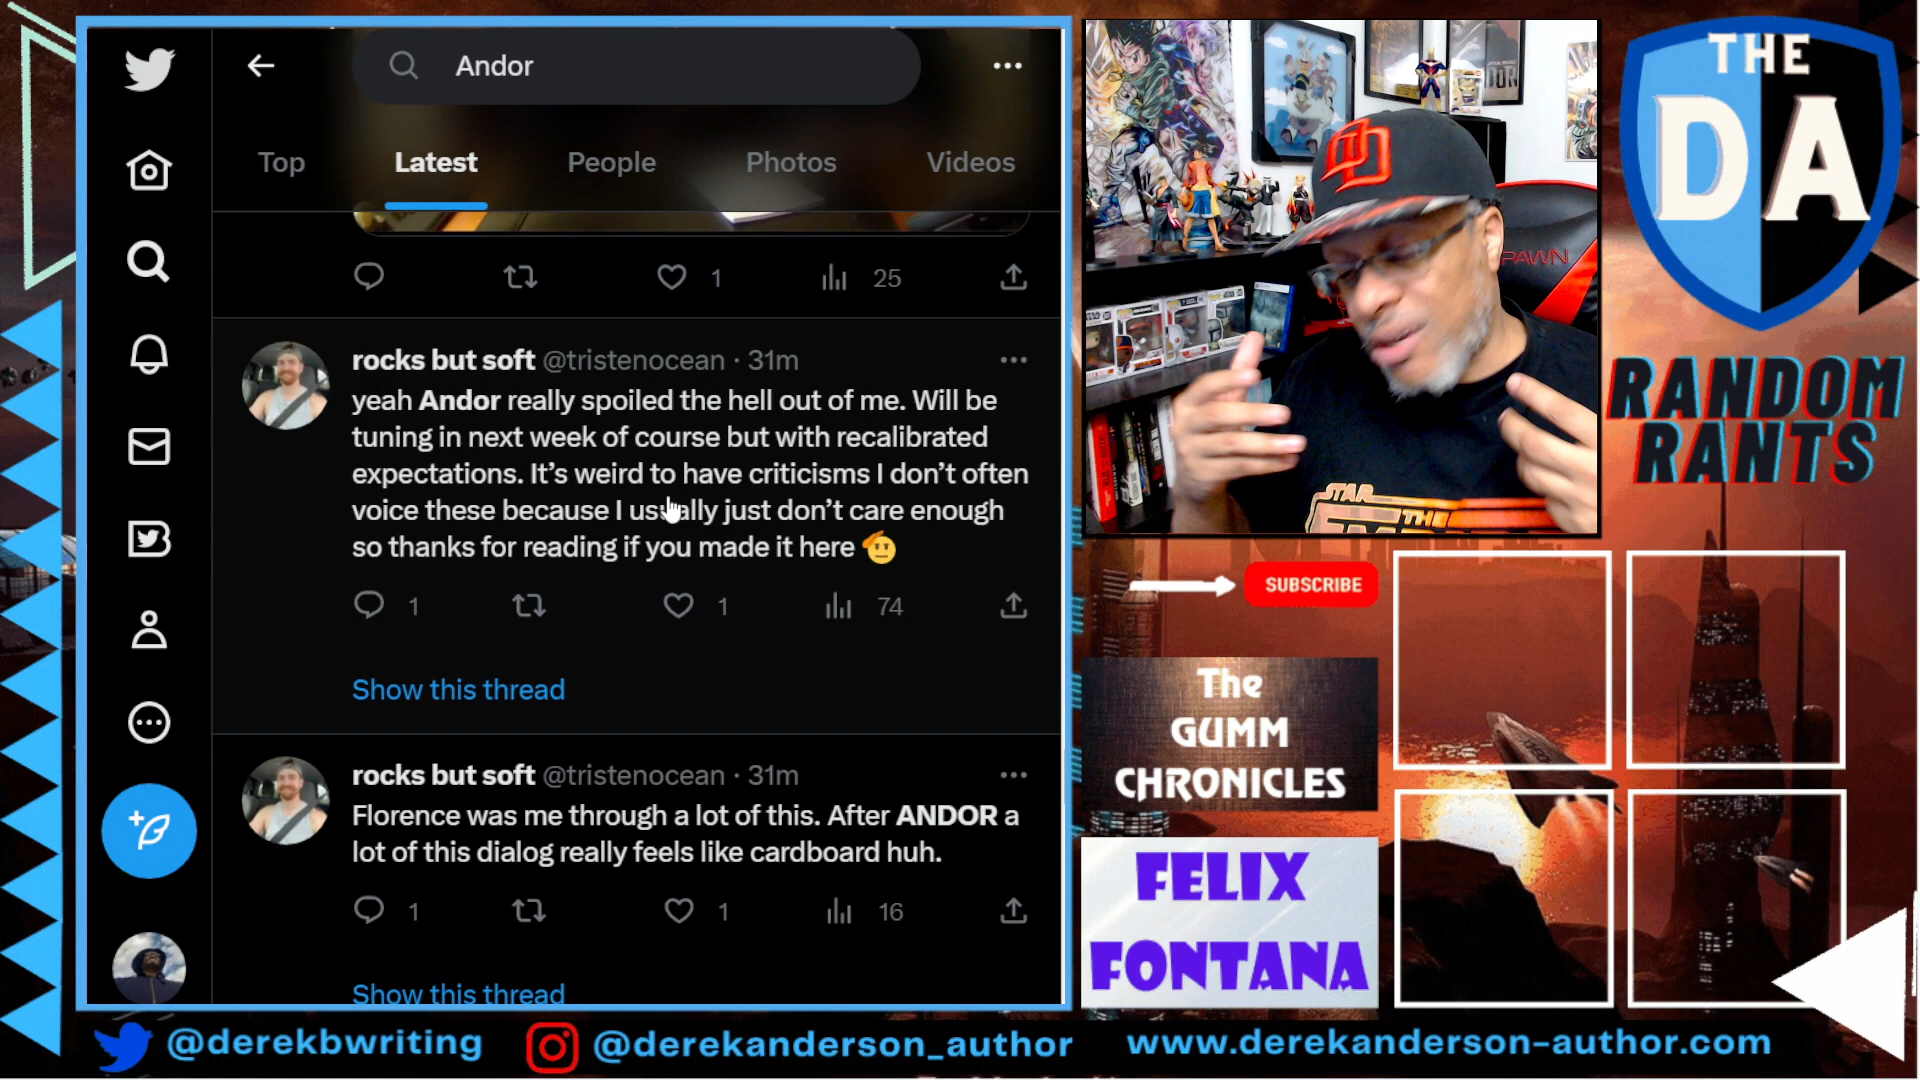 Andor
Top Latest People Photos Videos
1 25
rocks but soft @tristenocean · 31m
yeah Andor really spoiled the hell out of me. Will be
tuning in next week of course but with recalibrated
expectations. It’s weird to have criticisms I don’t often
voice these because I usually just don’t care enough
so thanks for reading if you made it here
1 1 74
Show this thread
rocks but soft @tristenocean · 31m
Florence was me through a lot of this. After ANDOR a
lot of this dialog really feels like cardboard huh.
1 1 16
Show this thread
STAR
THE
THE
DA
RANDOM
RANTS
SUBSCRIBE
The
GUMM
CHRONICLES
FELIX
FONTANA
@derekbwriting @derekanderson_author www.derekanderson-author.com